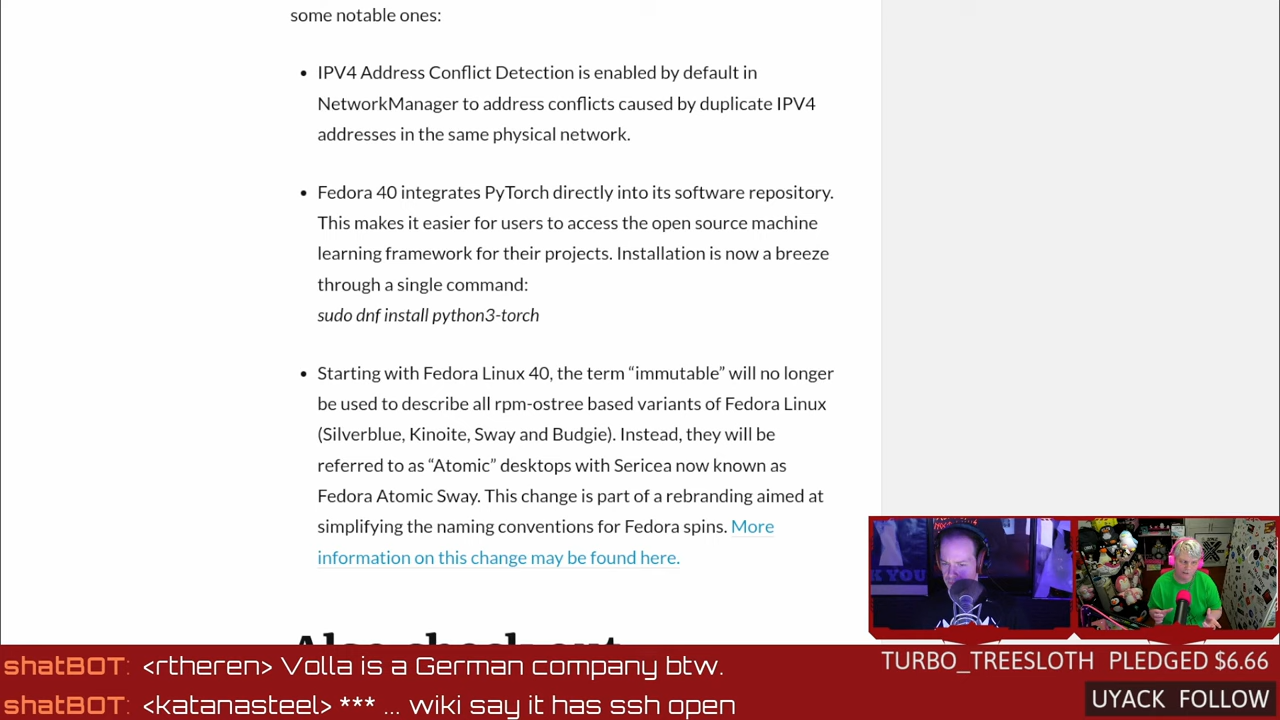 some notable ones:
• IPV4 Address Conflict Detection is enabled by default in
NetworkManager to address conflicts caused by duplicate IPV4
addresses in the same physical network.
• Fedora 40 integrates PyTorch directly into its software repository.
This makes it easier for users to access the open source machine
learning framework for their projects. Installation is now a breeze
through a single command:
sudo dnf install python3-torch
• Starting with Fedora Linux 40, the term “immutable” will no longer
be used to describe all rpm-ostree based variants of Fedora Linux
(Silverblue, Kinoite, Sway and Budgie). Instead, they will be
referred to as “Atomic” desktops with Sericea now known as
Fedora Atomic Sway. This change is part of a rebranding aimed at
simplifying the naming conventions for Fedora spins. More
information on this change may be found here.
Also check out
K YOU
shatBOT: <rtheren> Volla is a German company btw.
shatBOT: <katanasteel> *** ... wiki say it has ssh open
TURBO_TREESLOTH PLEDGED $6.66
UYACK FOLLOW